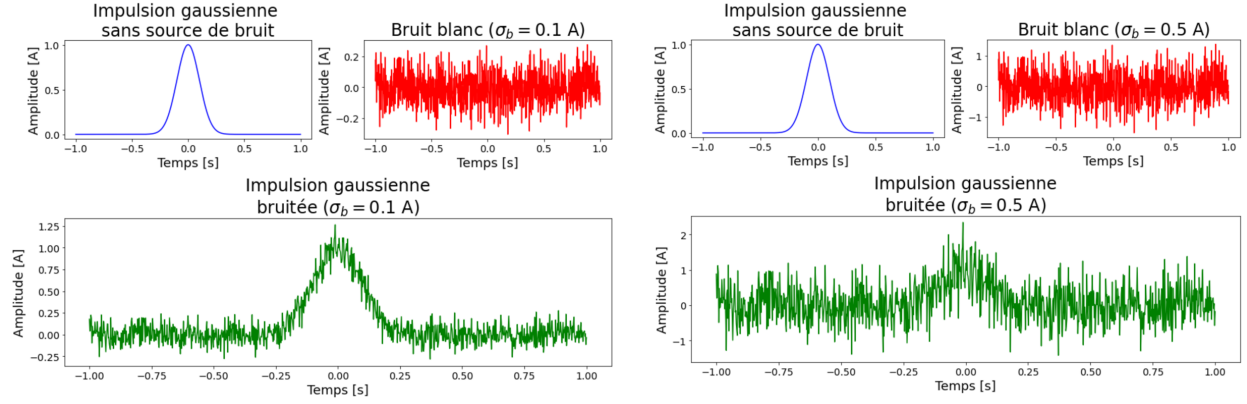 Impulsion gaussienne
sans source de bruit
Amplitude [A]
1.0
0.5
0.0
−1.0 −0.5 0.0 0.5 1.0
Temps [s]
Bruit blanc (σb = 0.1 A)
Amplitude [A]
0.2
0.0
−0.2
−1.0 −0.5 0.0 0.5 1.0
Temps [s]
Impulsion gaussienne
bruitée (σb = 0.1 A)
Amplitude [A]
1.25
1.00
0.75
0.50
0.25
0.00
−0.25
−1.00 −0.75 −0.50 −0.25 0.00 0.25 0.50 0.75 1.00
Temps [s]
Impulsion gaussienne
sans source de bruit
Amplitude [A]
1.0
0.5
0.0
−1.0 −0.5 0.0 0.5 1.0
Temps [s]
Bruit blanc (σb = 0.5 A)
Amplitude [A]
1
0
−1
−1.0 −0.5 0.0 0.5 1.0
Temps [s]
Impulsion gaussienne
bruitée (σb = 0.5 A)
Amplitude [A]
2
1
0
−1
−1.00 −0.75 −0.50 −0.25 0.00 0.25 0.50 0.75 1.00
Temps [s]